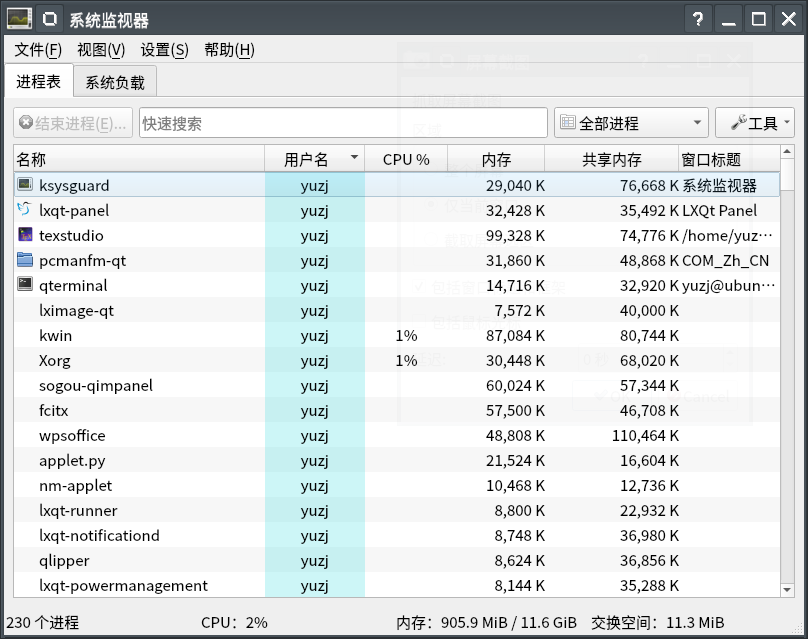 系统监视器
文件(F) 视图(V) 设置(S) 帮助(H)
进程表 系统负载
结束进程(E)... 快速搜索 全部进程 工具
名称 用户名 CPU % 内存 共享内存 窗口标题
ksysguard yuzj 29,040 K 76,668 K 系统监视器
lxqt-panel yuzj 32,428 K 35,492 K LXQt Panel
texstudio yuzj 99,328 K 74,776 K /home/yuz…
pcmanfm-qt yuzj 31,860 K 48,868 K COM_Zh_CN
qterminal yuzj 14,716 K 32,920 K yuzj@ubun…
lximage-qt yuzj 7,572 K 40,000 K
kwin yuzj 1% 87,084 K 80,744 K
Xorg yuzj 1% 30,448 K 68,020 K
sogou-qimpanel yuzj 60,024 K 57,344 K
fcitx yuzj 57,500 K 46,708 K
wpsoffice yuzj 48,808 K 110,464 K
applet.py yuzj 21,524 K 16,604 K
nm-applet yuzj 10,468 K 12,736 K
lxqt-runner yuzj 8,800 K 22,932 K
lxqt-notificationd yuzj 8,748 K 36,980 K
qlipper yuzj 8,624 K 36,856 K
lxqt-powermanagement yuzj 8,144 K 35,288 K
230 个进程 CPU：2% 内存：905.9 MiB / 11.6 GiB 交换空间：11.3 MiB